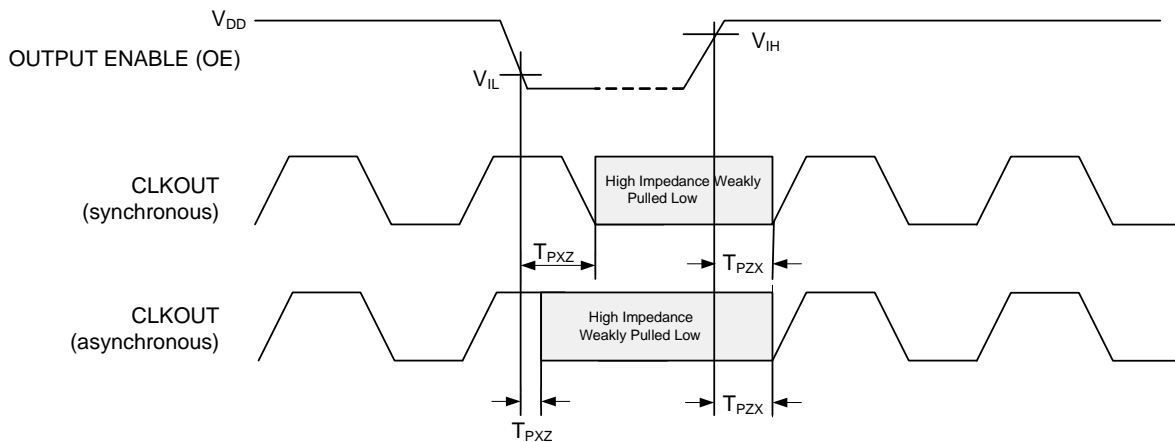 VDD
OUTPUT ENABLE (OE)
VIH
VIL
CLKOUT
(synchronous)
High Impedance Weakly
Pulled Low
TPXZ
TPZX
CLKOUT
(asynchronous)
High Impedance
Weakly Pulled Low
TPZX
TPXZ